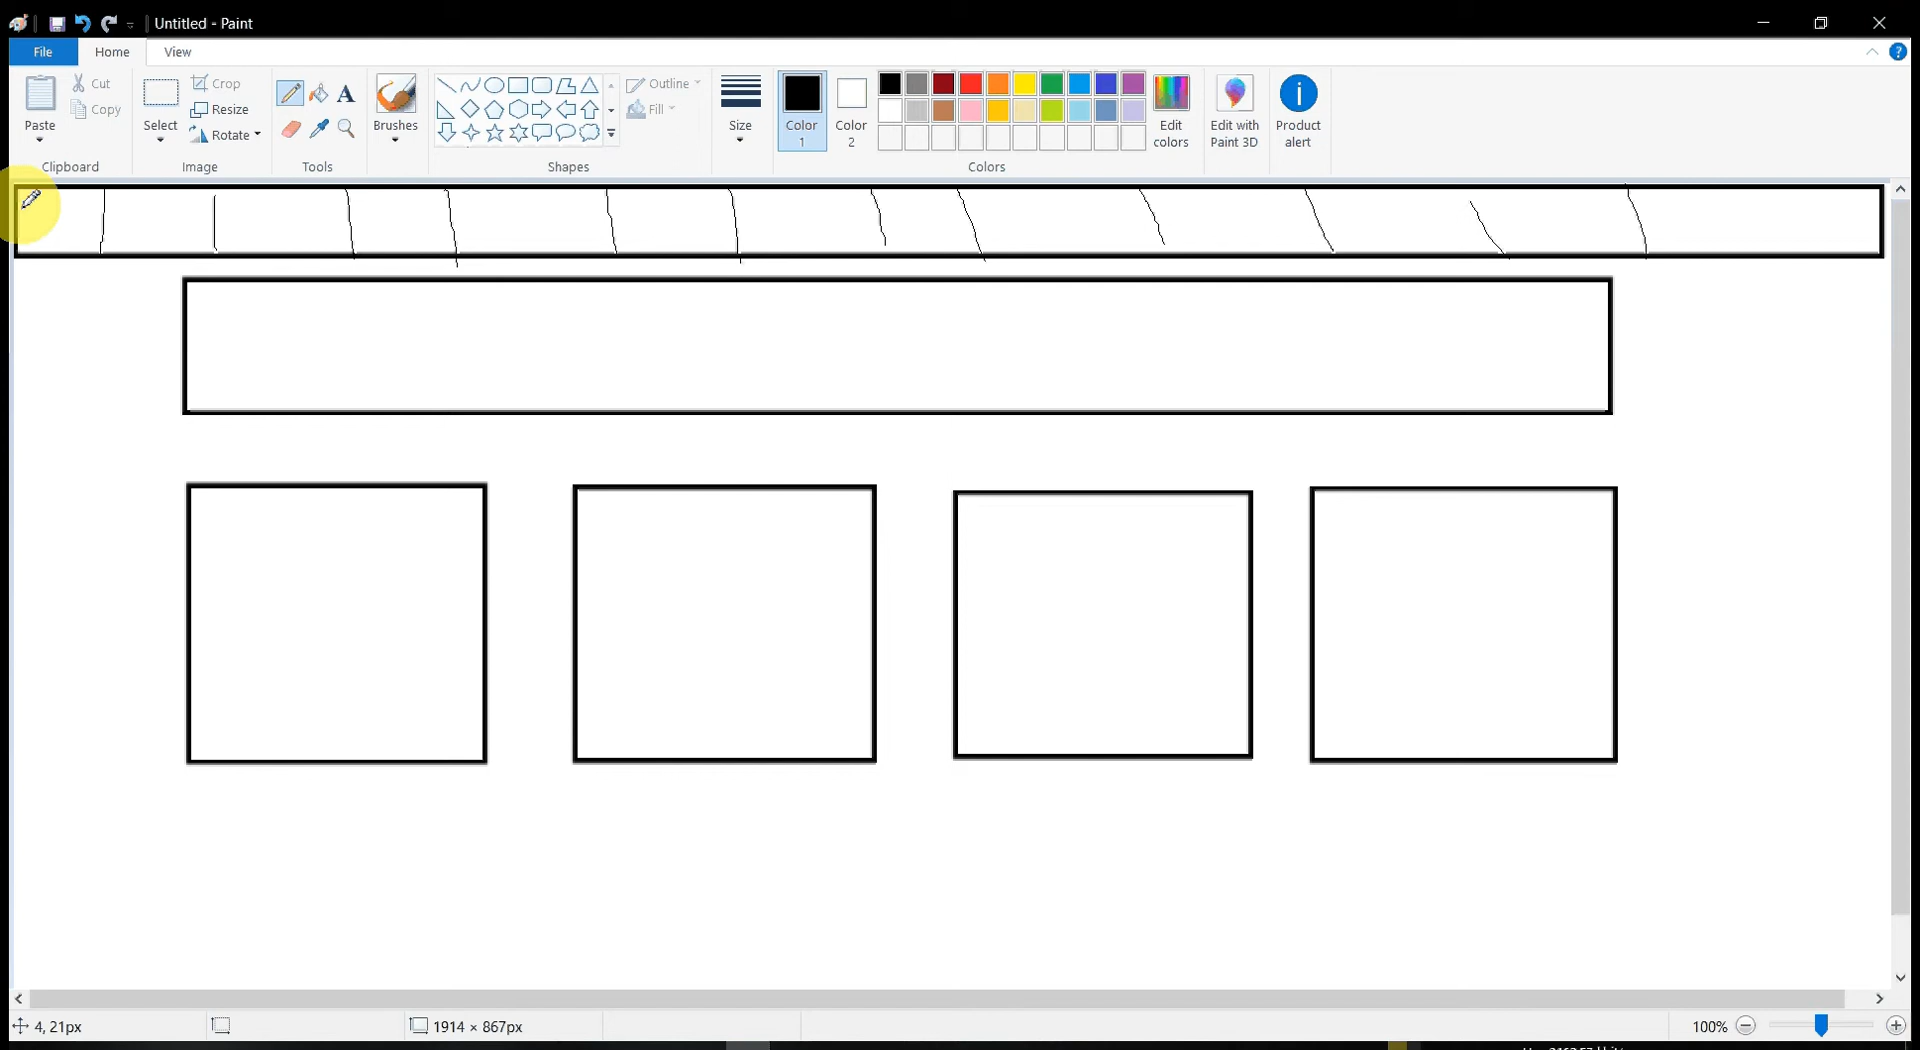 Untitled - Paint
File Home View
Paste
Cut
Copy
Clipboard
Select
Crop
Resize
Rotate
Image
Tools
Brushes
Shapes
Outline
Fill
Size
Color
1
Color
2
Colors
Edit
colors
Edit with
Paint 3D
Product
alert
4, 21px
1914 × 867px
100%